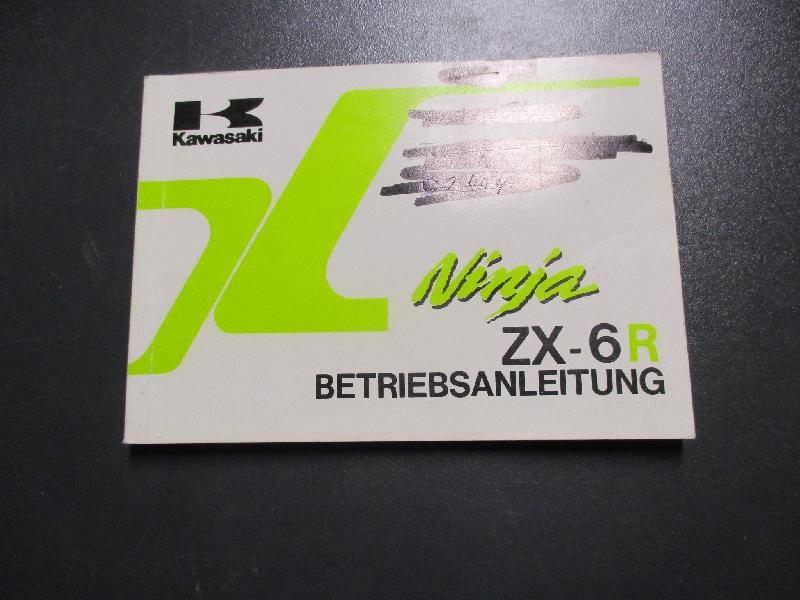 Kawasaki
Ninja
ZX-6R
BETRIEBSANLEITUNG